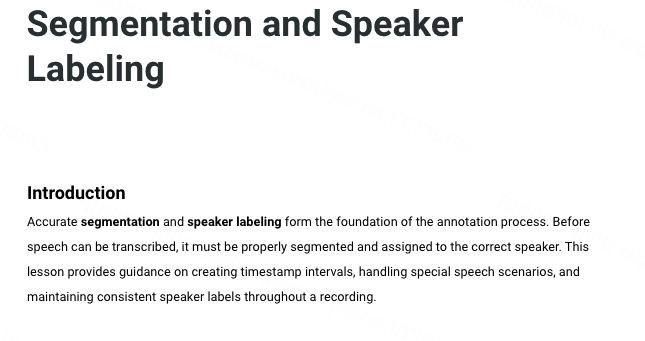 Segmentation and Speaker
Labeling
Introduction
Accurate segmentation and speaker labeling form the foundation of the annotation process. Before
speech can be transcribed, it must be properly segmented and assigned to the correct speaker. This
lesson provides guidance on creating timestamp intervals, handling special speech scenarios, and
maintaining consistent speaker labels throughout a recording.